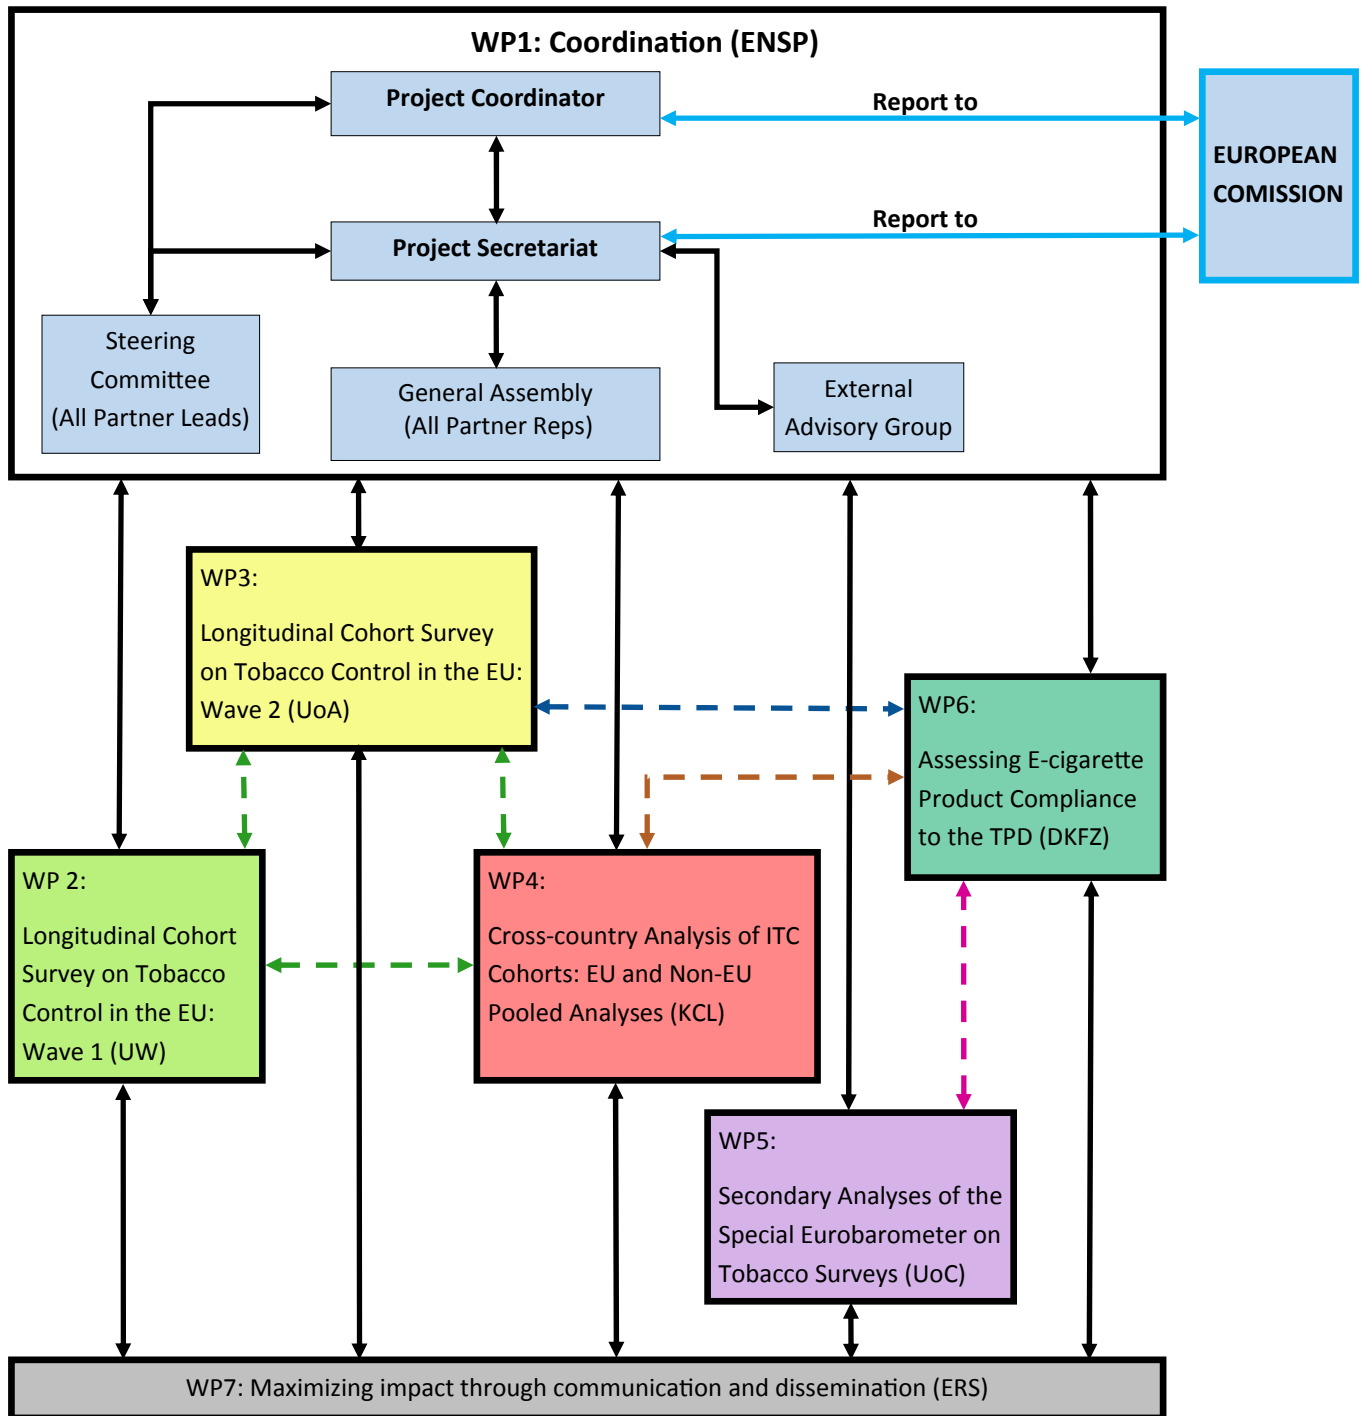 WP1: Coordination (ENSP)
Project Coordinator
Report to
EUROPEAN
COMISSION
Report to
Project Secretariat
Steering
Committee
(All Partner Leads)
General Assembly
(All Partner Reps)
External
Advisory Group
WP3:
Longitudinal Cohort Survey
on Tobacco Control in the EU:
Wave 2 (UoA)
WP6:
Assessing E-cigarette
Product Compliance
to the TPD (DKFZ)
WP 2:
Longitudinal Cohort
Survey on Tobacco
Control in the EU:
Wave 1 (UW)
WP4:
Cross-country Analysis of ITC
Cohorts: EU and Non-EU
Pooled Analyses (KCL)
WP5:
Secondary Analyses of the
Special Eurobarometer on
Tobacco Surveys (UoC)
WP7: Maximizing impact through communication and dissemination (ERS)